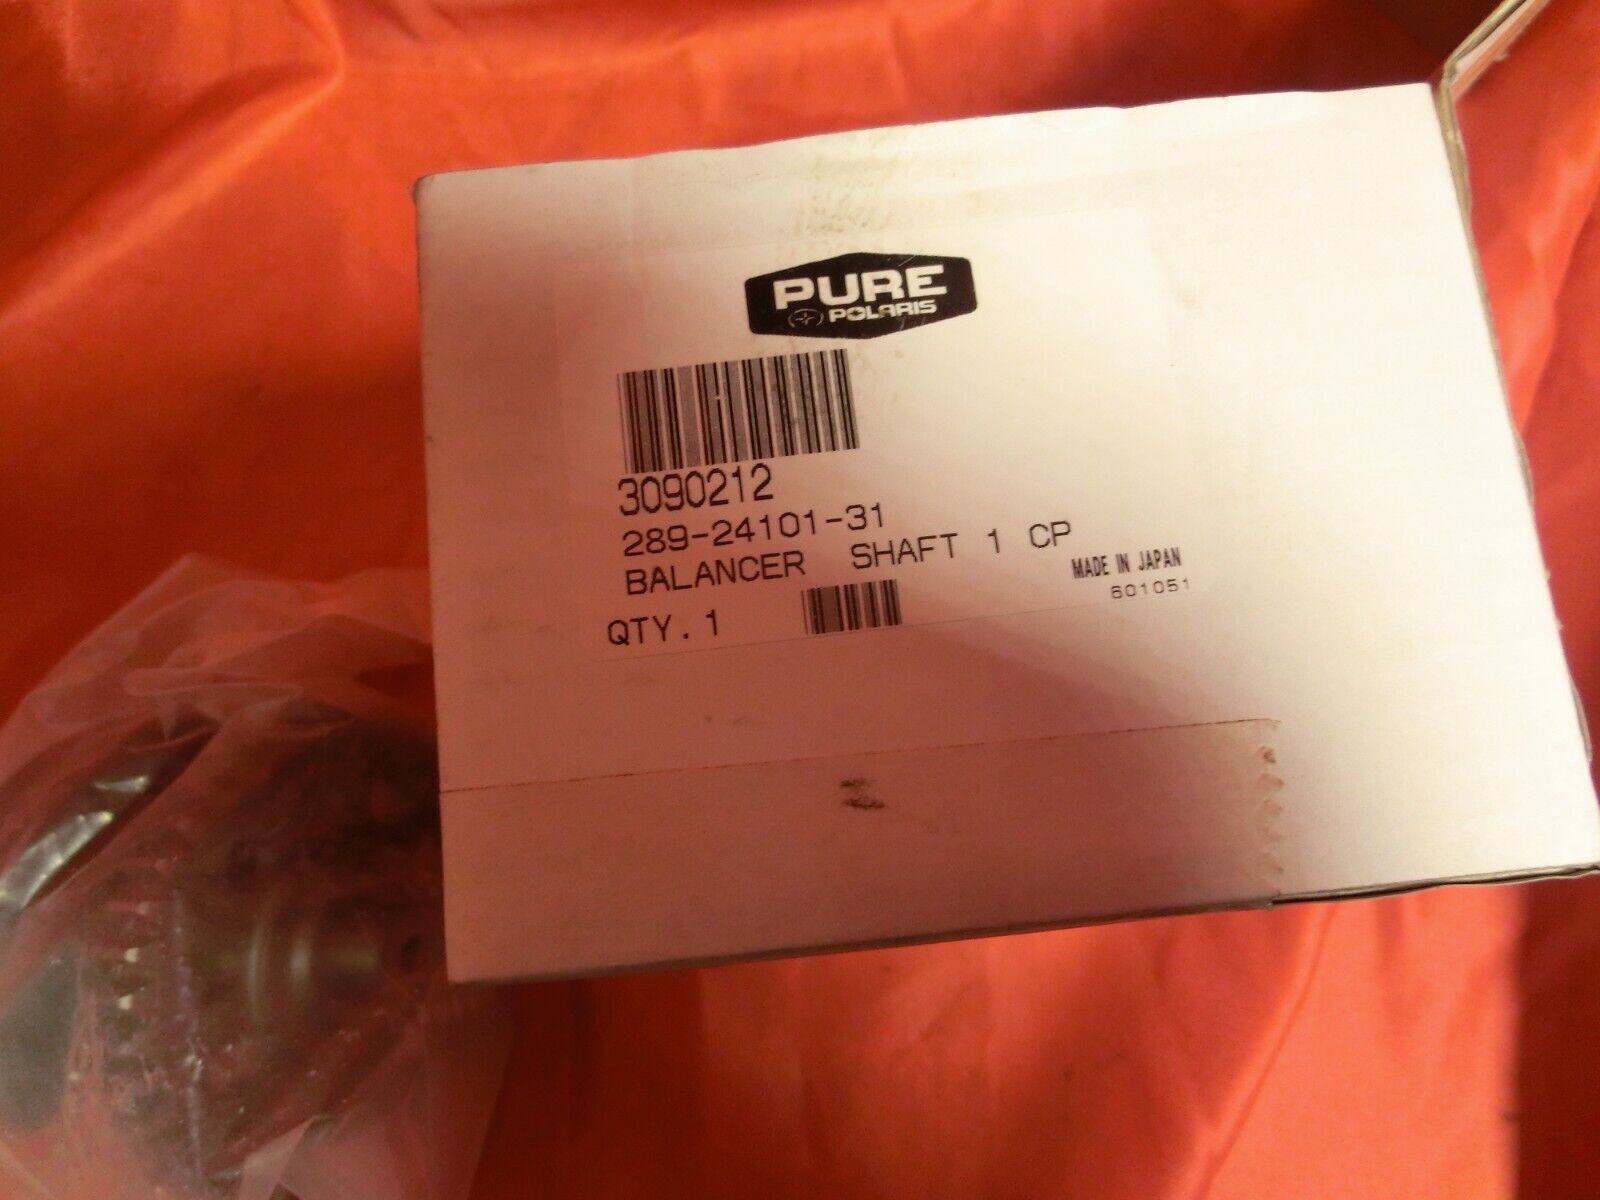 PURE
POLARIS
3090212
289-24101-31
BALANCER SHAFT 1 CP
MADE IN JAPAN
601051
QTY. 1